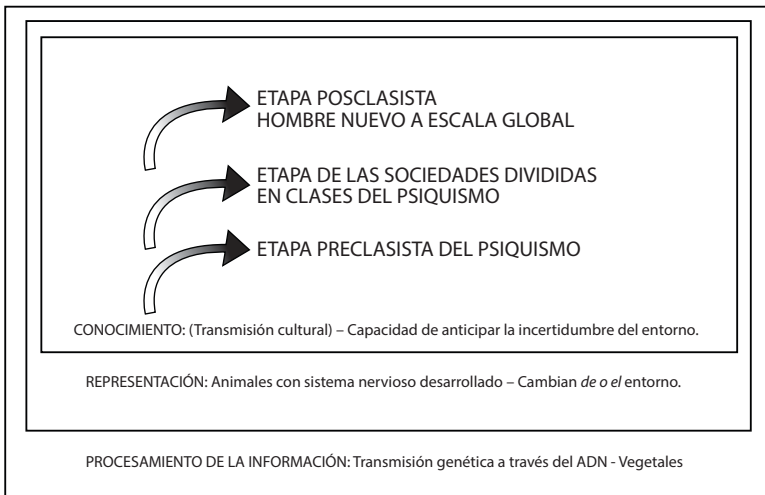 ETAPA POSCLASISTA
HOMBRE NUEVO A ESCALA GLOBAL
ETAPA DE LAS SOCIEDADES DIVIDIDAS
EN CLASES DEL PSIQUISMO
ETAPA PRECLASISTA DEL PSIQUISMO
CONOCIMIENTO: (Transmisión cultural) – Capacidad de anticipar la incertidumbre del entorno.
REPRESENTACIÓN: Animales con sistema nervioso desarrollado – Cambian de o el entorno.
PROCESAMIENTO DE LA INFORMACIÓN: Transmisión genética a través del ADN - Vegetales